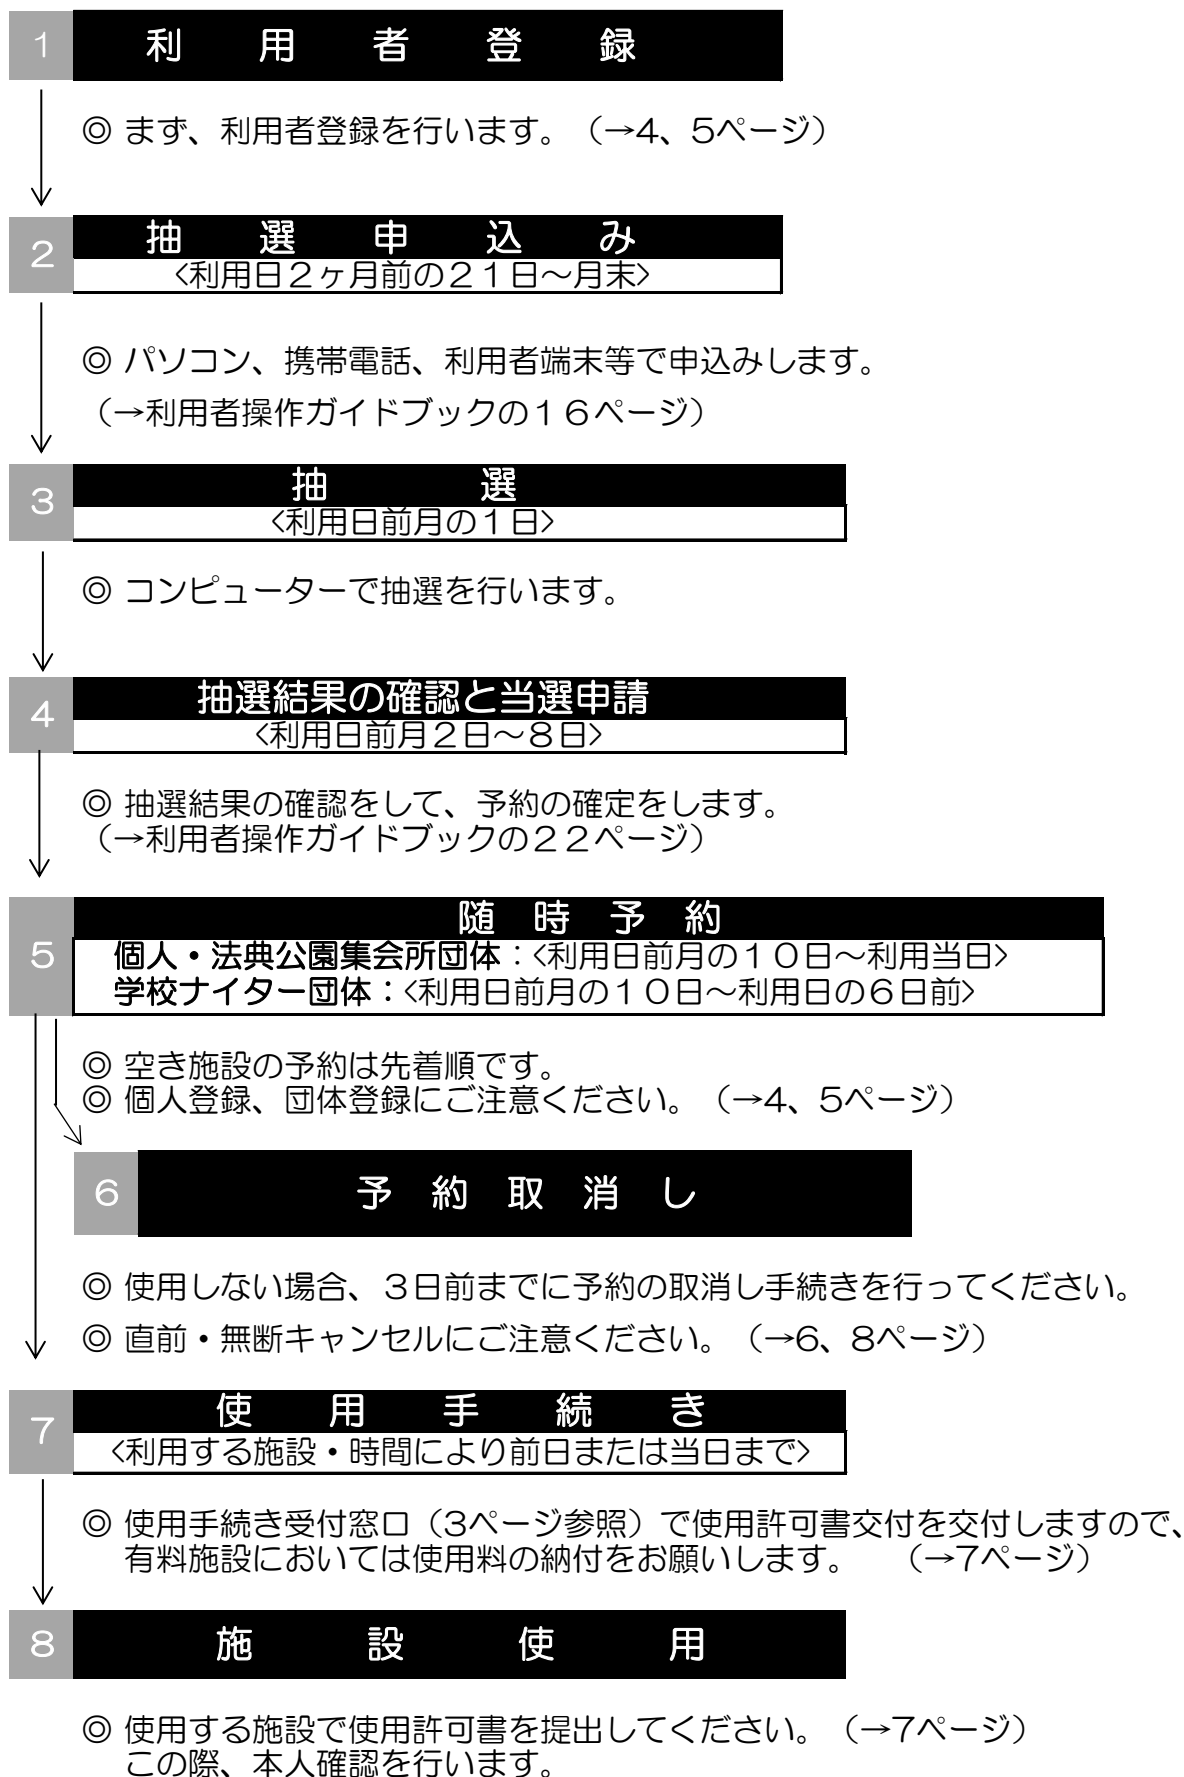 1 利用者登録
◎ まず、利用者登録を行います。（→4、5ページ）
2 抽選申込み
<利用日２ヶ月前の２１日～月末>
◎ パソコン、携帯電話、利用者端末等で申込みします。
（→利用者操作ガイドブックの１６ページ）
3 抽選
<利用日前月の１日>
◎ コンピューターで抽選を行います。
4 抽選結果の確認と当選申請
<利用日前月２日～８日>
◎ 抽選結果の確認をして、予約の確定をします。
（→利用者操作ガイドブックの２２ページ）
5 随時予約
個人・法典公園集会所団体：<利用日前月の１０日～利用当日>
学校ナイター団体：<利用日前月の１０日～利用日の６日前>
◎ 空き施設の予約は先着順です。
◎ 個人登録、団体登録にご注意ください。（→4、5ページ）
6 予約取消し
◎ 使用しない場合、３日前までに予約の取消し手続きを行ってください。
◎ 直前・無断キャンセルにご注意ください。（→6、8ページ）
7 使用手続き
<利用する施設・時間により前日または当日まで>
◎ 使用手続き受付窓口（3ページ参照）で使用許可書交付を交付しますので、
有料施設においては使用料の納付をお願いします。　（→7ページ）
8 施設使用
◎ 使用する施設で使用許可書を提出してください。（→7ページ）
この際、本人確認を行います。